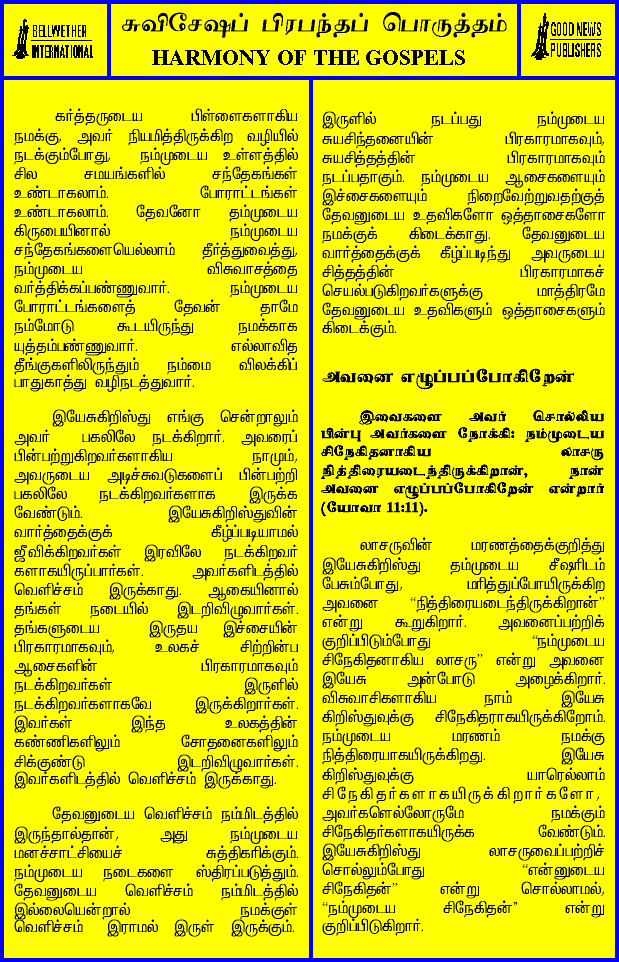 BELLWETHER
INTERNATIONAL
சுவிசேஷப் பிரபந்தப் பொருத்தம்
HARMONY OF THE GOSPELS
GOOD NEWS
PUBLISHERS
கர்த்தருடைய பிள்ளைகளாகிய
நமக்கு, அவர் நியமித்திருக்கிற வழியில்
நடக்கும்போது, நம்முடைய உள்ளத்தில்
சில சமயங்களில் சந்தேகங்கள்
உண்டாகலாம். போராட்டங்கள்
உண்டாகலாம். தேவனோ தம்முடைய
கிருபையினால் நம்முடைய
சந்தேகங்களையெல்லாம் தீர்த்துவைத்து,
நம்முடைய விசுவாசத்தை
வர்த்திக்கப்பண்ணுவார். நம்முடைய
போராட்டங்களைத் தேவன் தாமே
நம்மோடு கூடயிருந்து நமக்காக
யுத்தம்பண்ணுவார். எல்லாவித
தீங்குகளிலிருந்தும் நம்மை விலக்கிப்
பாதுகாத்து வழிநடத்துவார்.
இயேசுகிறிஸ்து எங்கு சென்றாலும்
அவர் பகலிலே நடக்கிறார். அவரைப்
பின்பற்றுகிறவர்களாகிய நாமும்,
அவருடைய அடிச்சுவடுகளைப் பின்பற்றி
பகலிலே நடக்கிறவர்களாக இருக்க
வேண்டும். இயேசுகிறிஸ்துவின்
வார்த்தைக்குக் கீழ்ப்படியாமல்
ஜீவிக்கிறவர்கள் இரவிலே நடக்கிறவர்
களாகயிருப்பார்கள். அவர்களிடத்தில்
வெளிச்சம் இருக்காது. ஆகையினால்
தங்கள் நடையில் இடறிவிழுவார்கள்.
தங்களுடைய இருதய இச்சையின்
பிரகாரமாகவும், உலகச் சிற்றின்ப
ஆசைகளின் பிரகாரமாகவும்
நடக்கிறவர்கள் இருளில்
நடக்கிறவர்களாகவே இருக்கிறார்கள்.
இவர்கள் இந்த உலகத்தின்
கண்ணிகளிலும் சோதனைகளிலும்
சிக்குண்டு இடறிவிழுவார்கள்.
இவர்களிடத்தில் வெளிச்சம் இருக்காது.
தேவனுடைய வெளிச்சம் நம்மிடத்தில்
இருந்தால்தான், அது நம்முடைய
மனச்சாட்சியைச் சுத்திகரிக்கும்.
நம்முடைய நடைகளை ஸ்திரப்படுத்தும்.
தேவனுடைய வெளிச்சம் நம்மிடத்தில்
இல்லையென்றால் நமக்குள்
வெளிச்சம் இராமல் இருள் இருக்கும்.
இருளில் நடப்பது நம்முடைய
சுயசிந்தனையின் பிரகாரமாகவும்,
சுயசித்தத்தின் பிரகாரமாகவும்
நடப்பதாகும். நம்முடைய ஆசைகளையும்
இச்சைகளையும் நிறைவேற்றுவதற்குத்
தேவனுடைய உதவிகளோ ஒத்தாசைகளோ
நமக்குக் கிடைக்காது. தேவனுடைய
வார்த்தைக்குக் கீழ்ப்படிந்து அவருடைய
சித்தத்தின் பிரகாரமாகச்
செயல்படுகிறவர்களுக்கு மாத்திரமே
தேவனுடைய உதவிகளும் ஒத்தாசைகளும்
கிடைக்கும்.
அவனை எழுப்பப்போகிறேன்
இவைகளை அவர் சொல்லிய
பின்பு அவர்களை நோக்கி: நம்முடைய
சிநேகிதனாகிய லாசரு
நித்திரையடைந்திருக்கிறான், நான்
அவனை எழுப்பப்போகிறேன் என்றார்
(யோவா 11:11).
லாசருவின் மரணத்தைக்குறித்து
இயேசுகிறிஸ்து தம்முடைய சீஷரிடம்
பேசும்போது, மரித்துப்போயிருக்கிற
அவனை "நித்திரையடைந்திருக்கிறான்"
என்று கூறுகிறார். அவனைப்பற்றிக்
குறிப்பிடும்போது "நம்முடைய
சிநேகிதனாகிய லாசரு" என்று அவனை
இயேசு அன்போடு அழைக்கிறார்.
விசுவாசிகளாகிய நாம் இயேசு
கிறிஸ்துவுக்கு சிநேகிதராகயிருக்கிறோம்.
நம்முடைய மரணம் நமக்கு
நித்திரையாகயிருக்கிறது. இயேசு
கிறிஸ்துவுக்கு யாரெல்லாம்
சிநேகிதர்களாகயிருக்கிறார்களோ,
அவர்களெல்லோருமே நமக்கும்
சிநேகிதர்களாகயிருக்க வேண்டும்.
இயேசுகிறிஸ்து லாசருவைப்பற்றிச்
சொல்லும்போது "என்னுடைய
சிநேகிதன்" என்று சொல்லாமல்,
"நம்முடைய சிநேகிதன்" என்று
குறிப்பிடுகிறார்.